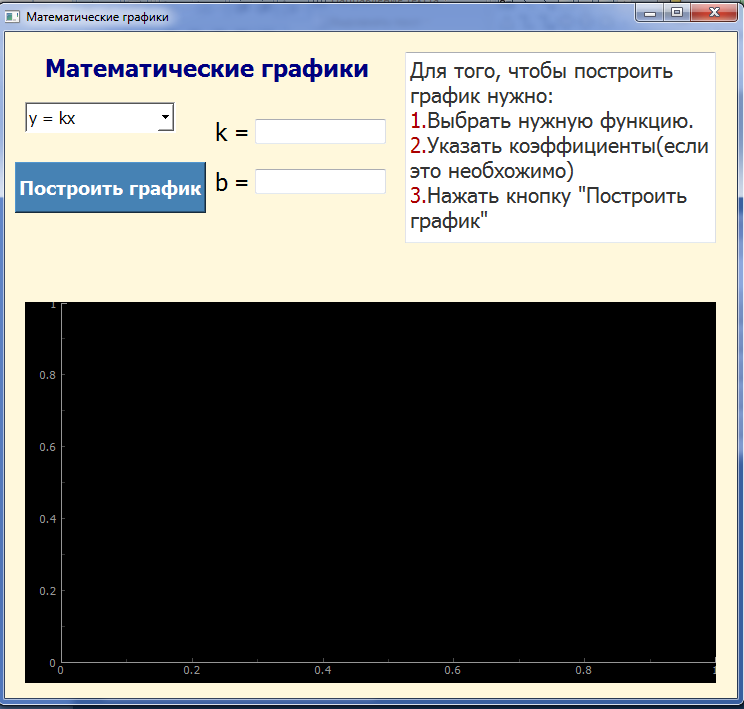 Математические графики
Математические графики
y = kx
k =
b =
Построить график
Для того, чтобы построить
график нужно:
1.Выбрать нужную функцию.
2.Указать коэффициенты(если
это необхожимо)
3.Нажать кнопку "Построить
график"
1
0.8
0.6
0.4
0.2
0
0 0.2 0.4 0.6 0.8 1